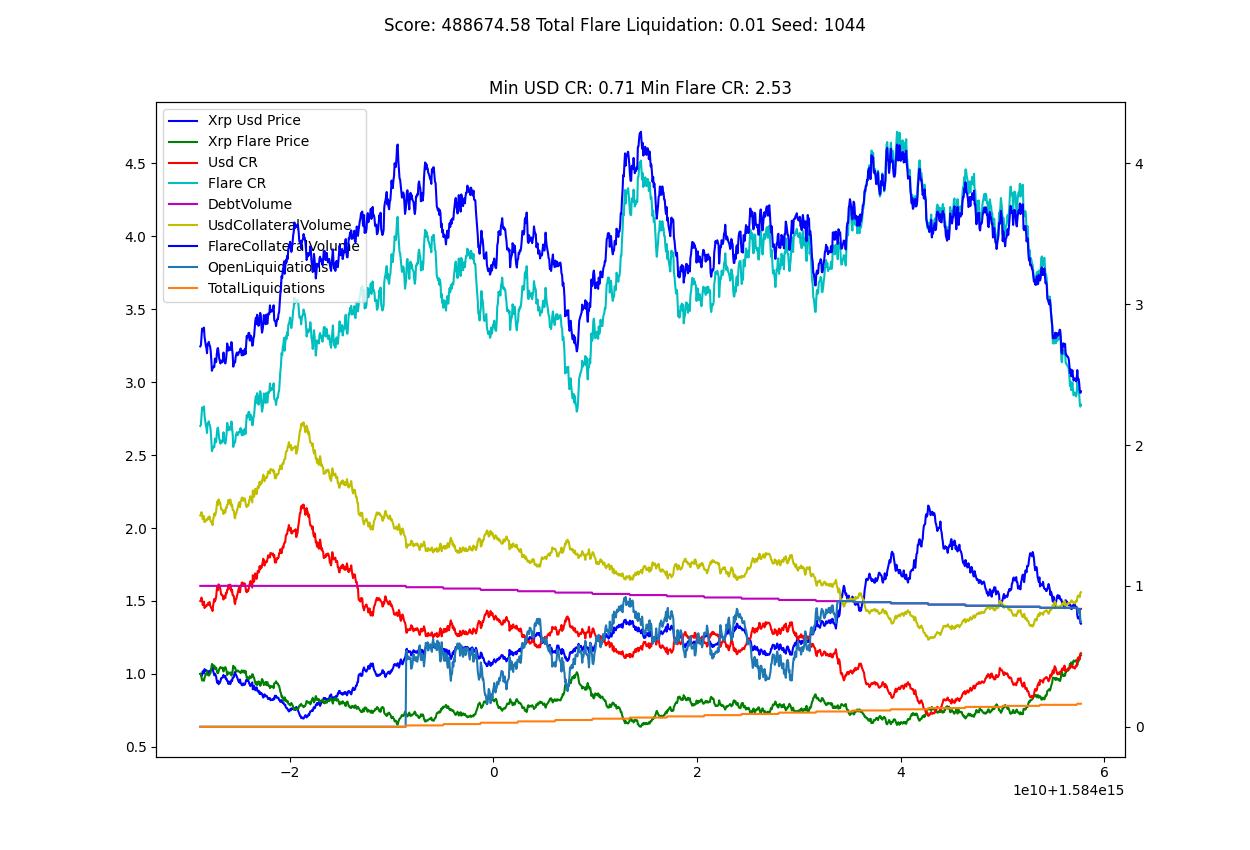 Score: 488674.58 Total Flare Liquidation: 0.01 Seed: 1044
Min USD CR: 0.71 Min Flare CR: 2.53
Xrp Usd Price
Xrp Flare Price
Usd CR
Flare CR
DebtVolume
UsdCollateralVolume
FlareCollateralVolume
OpenLiquidations
TotalLiquidations
4.5
4.0
3.5
3.0
2.5
2.0
1.5
1.0
0.5
4
3
2
1
0
−2
0
2
4
6
1e10+1.584e15